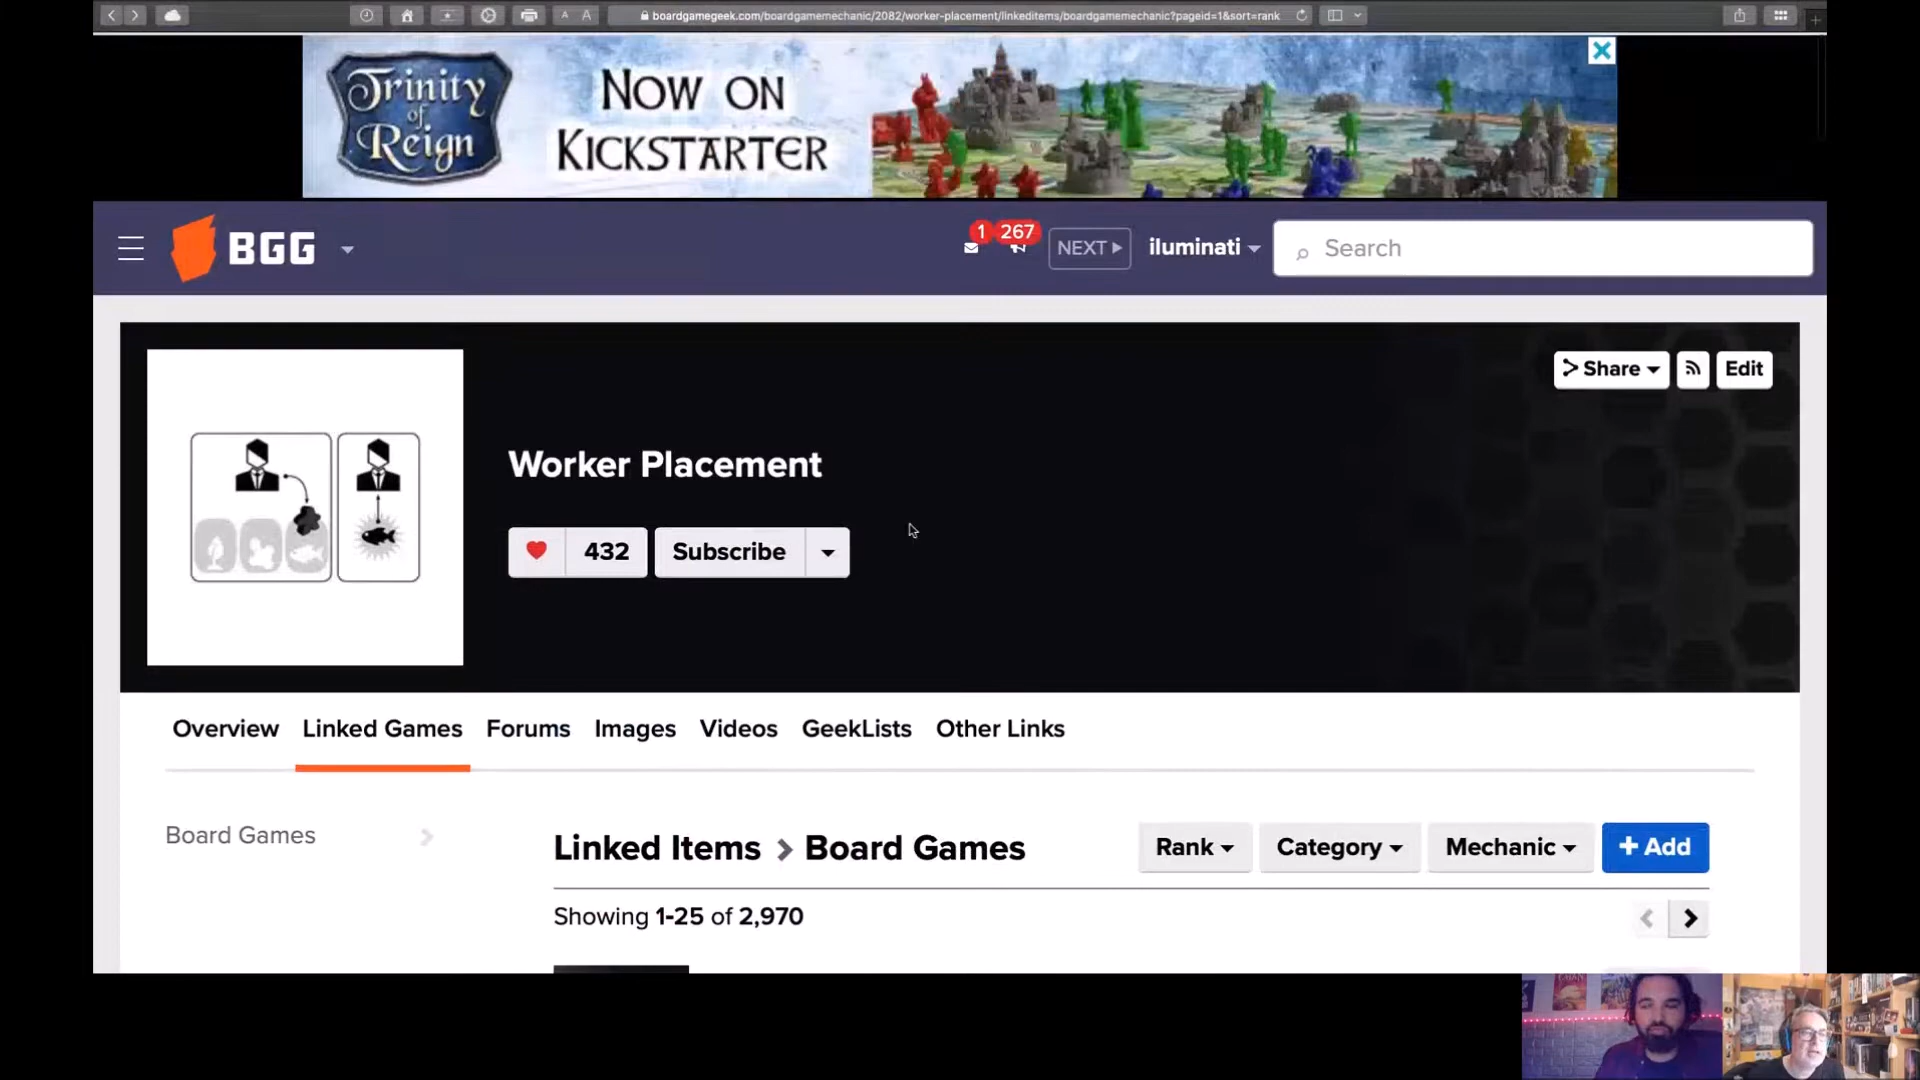 boardgamegeek.com/boardgamemechanic/2082/worker-placement/linkeditems/boardgamemechanic?pageid=1&sort=rank
A A
Trinity of Reign
NOW ON KICKSTARTER
BGG
1 267
NEXT
iluminati
Search
Share
Edit
Worker Placement
432
Subscribe
Overview Linked Games Forums Images Videos GeekLists Other Links
Board Games
Linked Items > Board Games
Rank
Category
Mechanic
+ Add
Showing 1-25 of 2,970